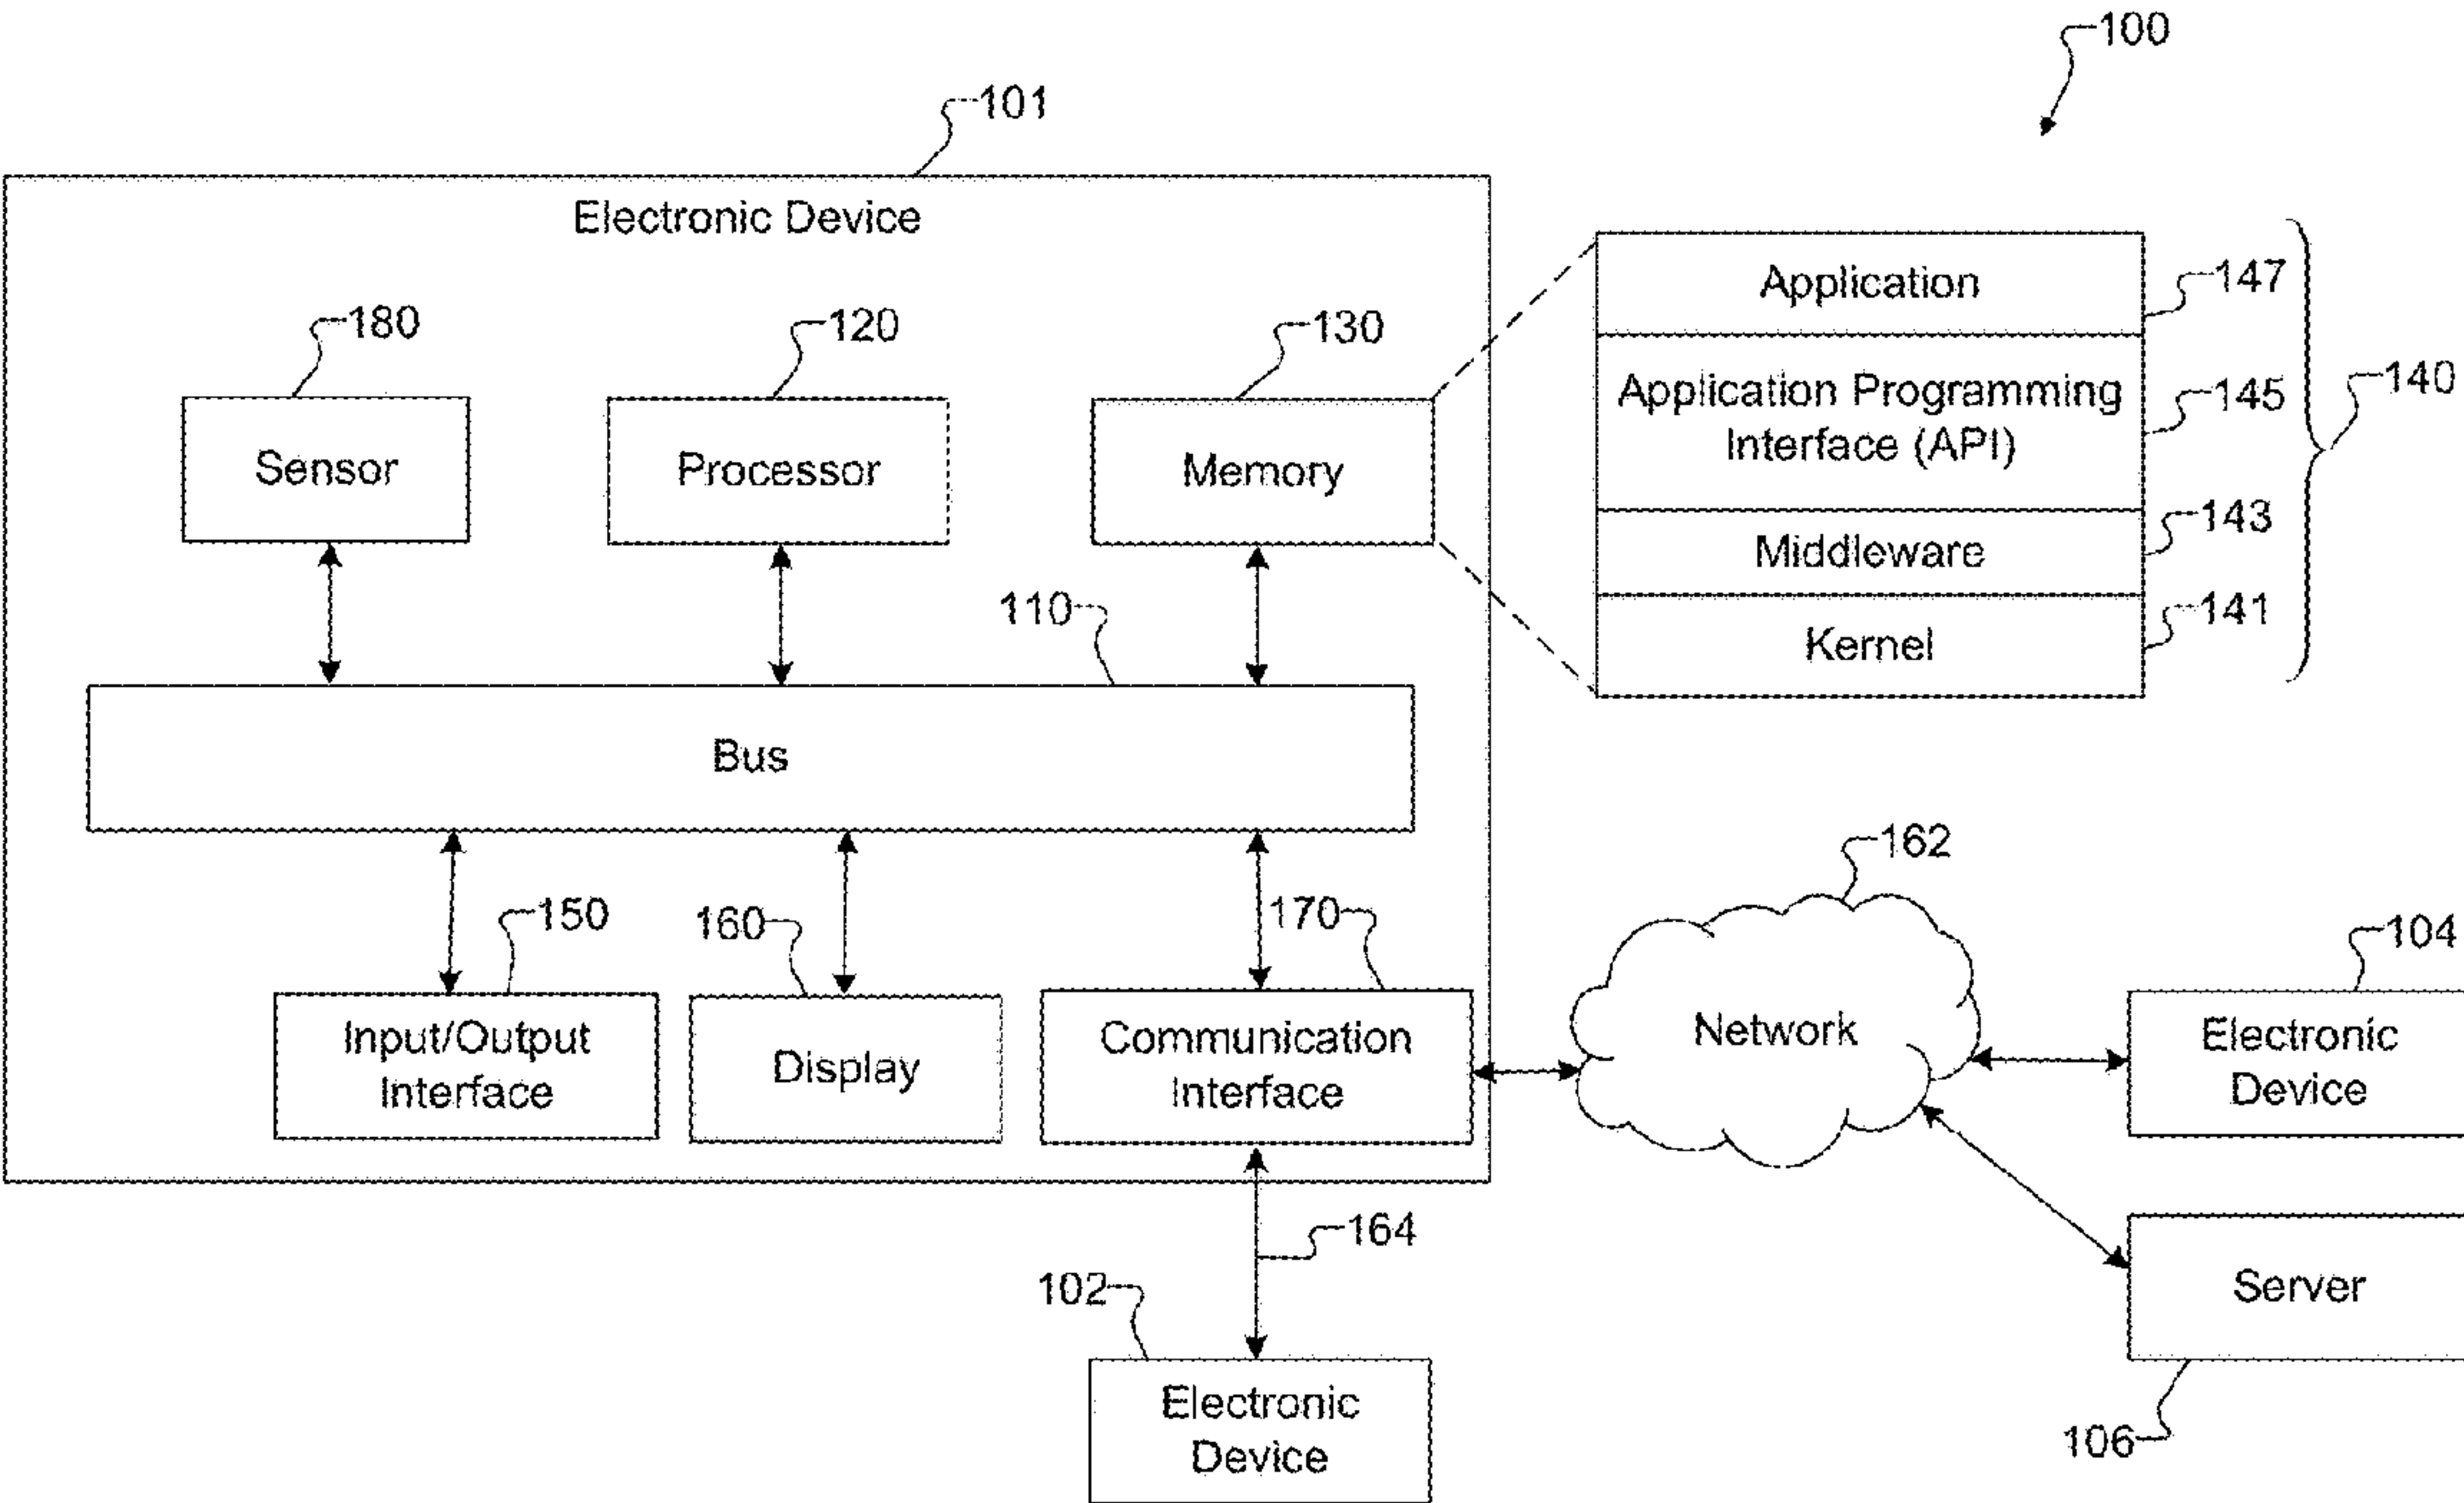 100
101
Electronic Device
180
120
130
Sensor
Processor
Memory
Application
147
Application Programming
Interface (API)
145
140
Middleware
143
Kernel
141
110
Bus
150
160
170
Input/Output
Interface
Display
Communication
Interface
162
Network
104
Electronic
Device
164
102
Electronic
Device
Server
106